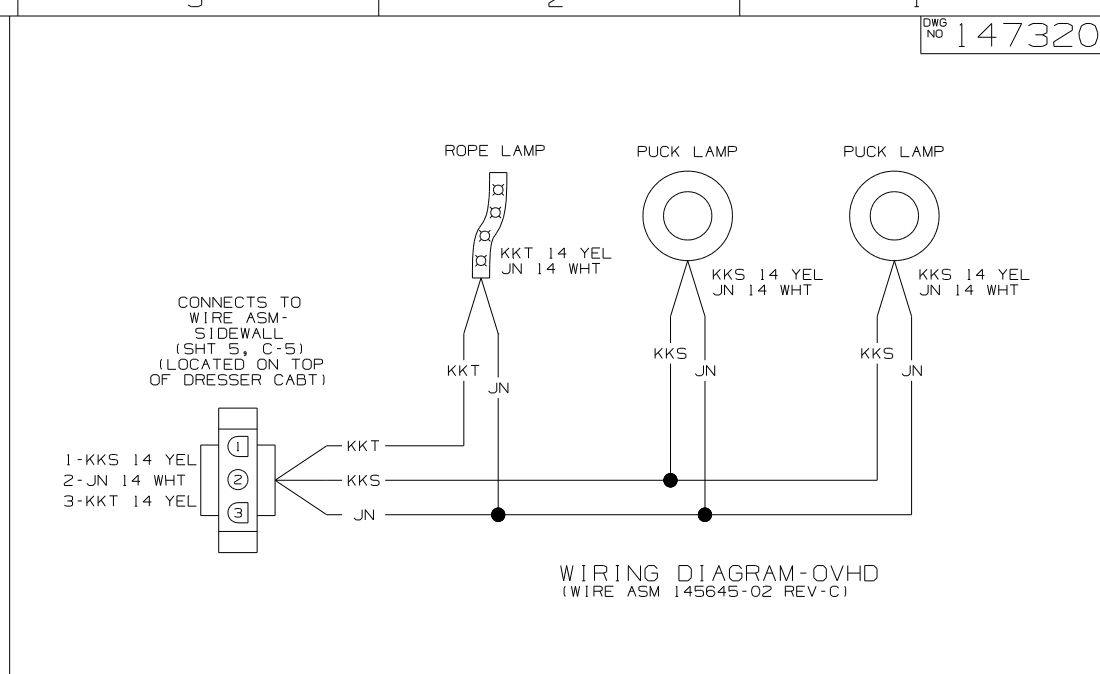 DWG
NO 147320
ROPE LAMP
PUCK LAMP
PUCK LAMP
KKT 14 YEL
JN 14 WHT
KKS 14 YEL
JN 14 WHT
KKS 14 YEL
JN 14 WHT
CONNECTS TO
WIRE ASM-
SIDEWALL
(SHT 5, C-5)
(LOCATED ON TOP
OF DRESSER CABT)
KKT
JN
KKS
JN
KKS
JN
1-KKS 14 YEL
2-JN 14 WHT
3-KKT 14 YEL
1
2
3
KKT
KKS
JN
WIRING DIAGRAM-OVHD
(WIRE ASM 145645-02 REV-C)